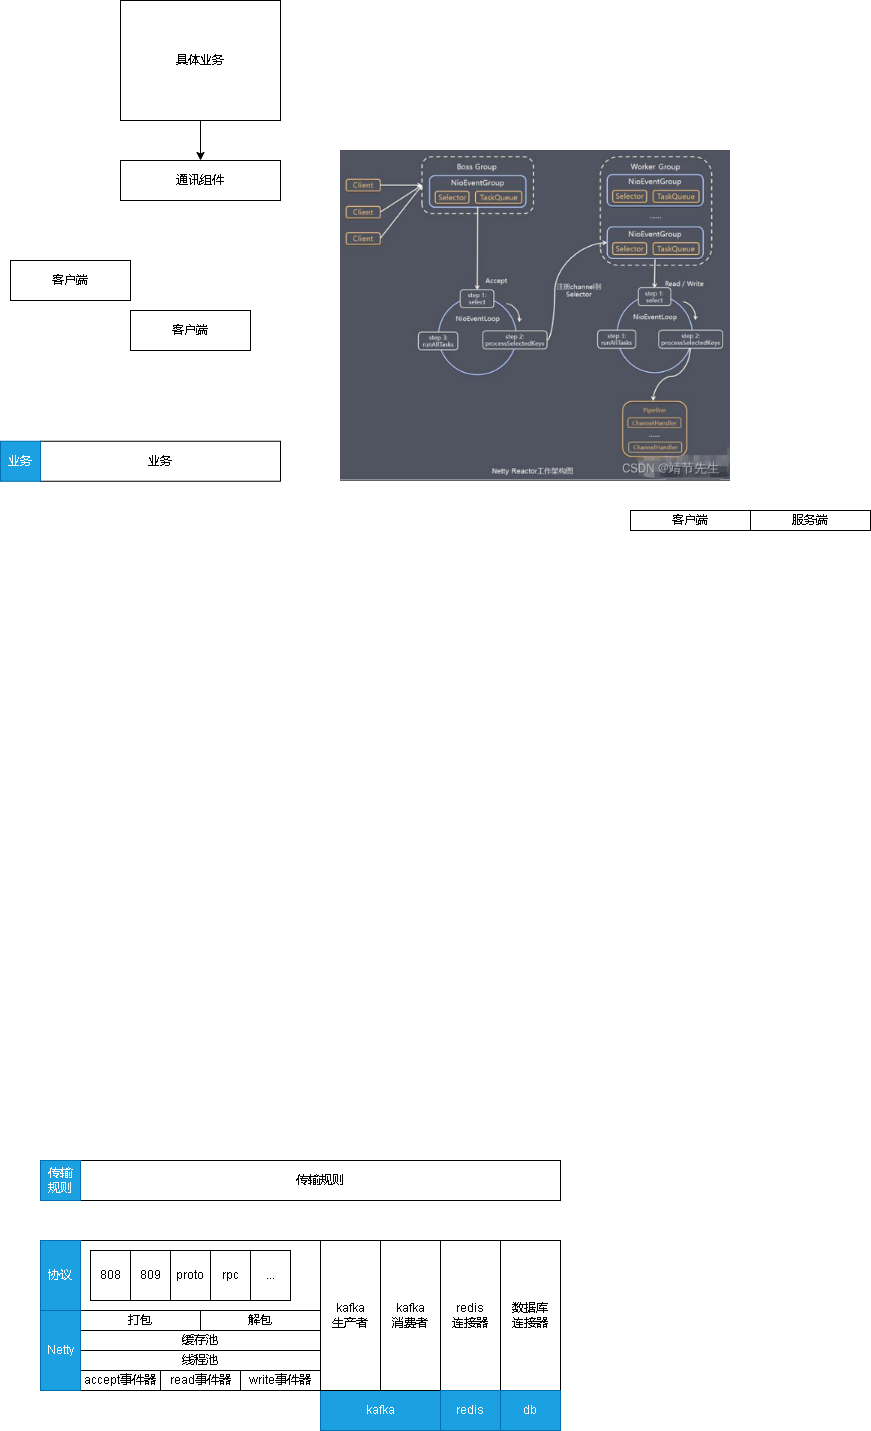 具体业务
通讯组件
客户端
客户端
业务
业务
Boss Group
NioEventGroup
Selector
TaskQueue
Client
Client
Client
Accept
step 1:
select
NioEventLoop
step 2:
processSelectedKeys
step 3:
runAllTasks
注册channel到
Selector
Worker Group
NioEventGroup
Selector
TaskQueue
......
NioEventGroup
Selector
TaskQueue
Read / Write
step 1:
select
NioEventLoop
step 2:
processSelectedKeys
step 3:
runAllTasks
Pipeline
ChannelHandler
......
ChannelHandler
Netty Reactor工作架构图
CSDN @靖节先生
客户端
服务端
传输
规则
传输规则
协议
808
809
proto
rpc
...
kafka
生产者
kafka
消费者
redis
连接器
数据库
连接器
Netty
打包
解包
缓存池
线程池
accept事件器
read事件器
write事件器
kafka
redis
db